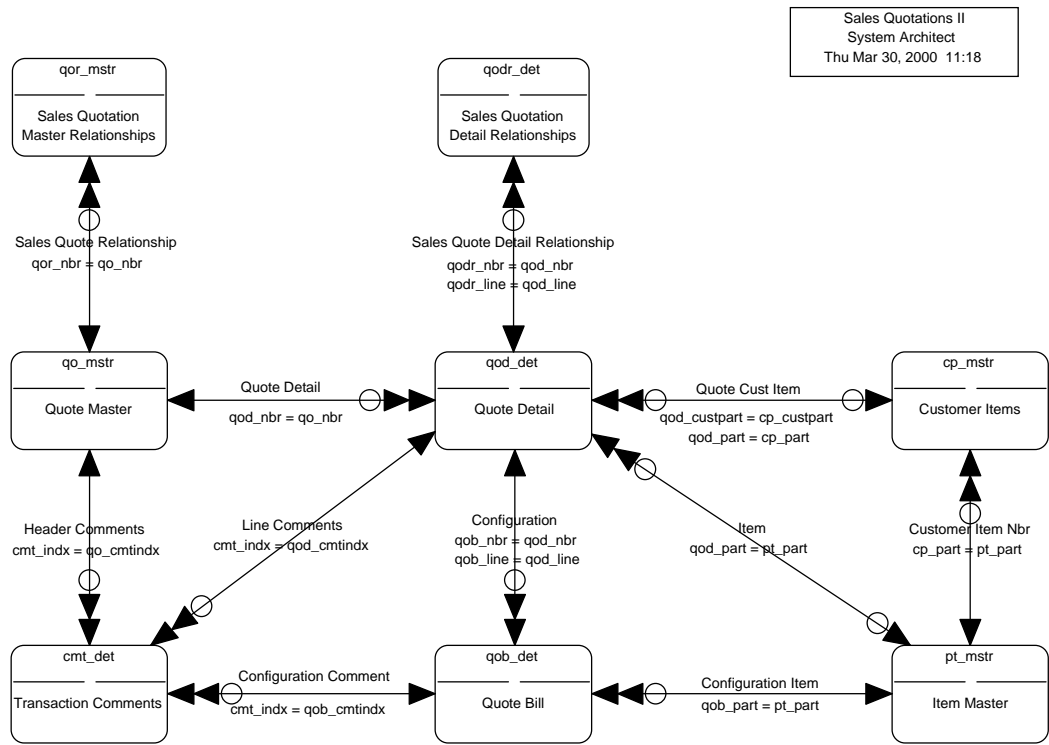 Sales Quotations II
System Architect
Thu Mar 30, 2000  11:18
qor_mstr
Sales Quotation
Master Relationships
qodr_det
Sales Quotation
Detail Relationships
Sales Quote Relationship
qor_nbr = qo_nbr
Sales Quote Detail Relationship
qodr_nbr = qod_nbr
qodr_line = qod_line
qo_mstr
Quote Master
Quote Detail
qod_nbr = qo_nbr
qod_det
Quote Detail
Quote Cust Item
qod_custpart = cp_custpart
qod_part = cp_part
cp_mstr
Customer Items
Header Comments
cmt_indx = qo_cmtindx
Line Comments
cmt_indx = qod_cmtindx
Configuration
qob_nbr = qod_nbr
qob_line = qod_line
Item
qod_part = pt_part
Customer Item Nbr
cp_part = pt_part
cmt_det
Transaction Comments
Configuration Comment
cmt_indx = qob_cmtindx
qob_det
Quote Bill
Configuration Item
qob_part = pt_part
pt_mstr
Item Master